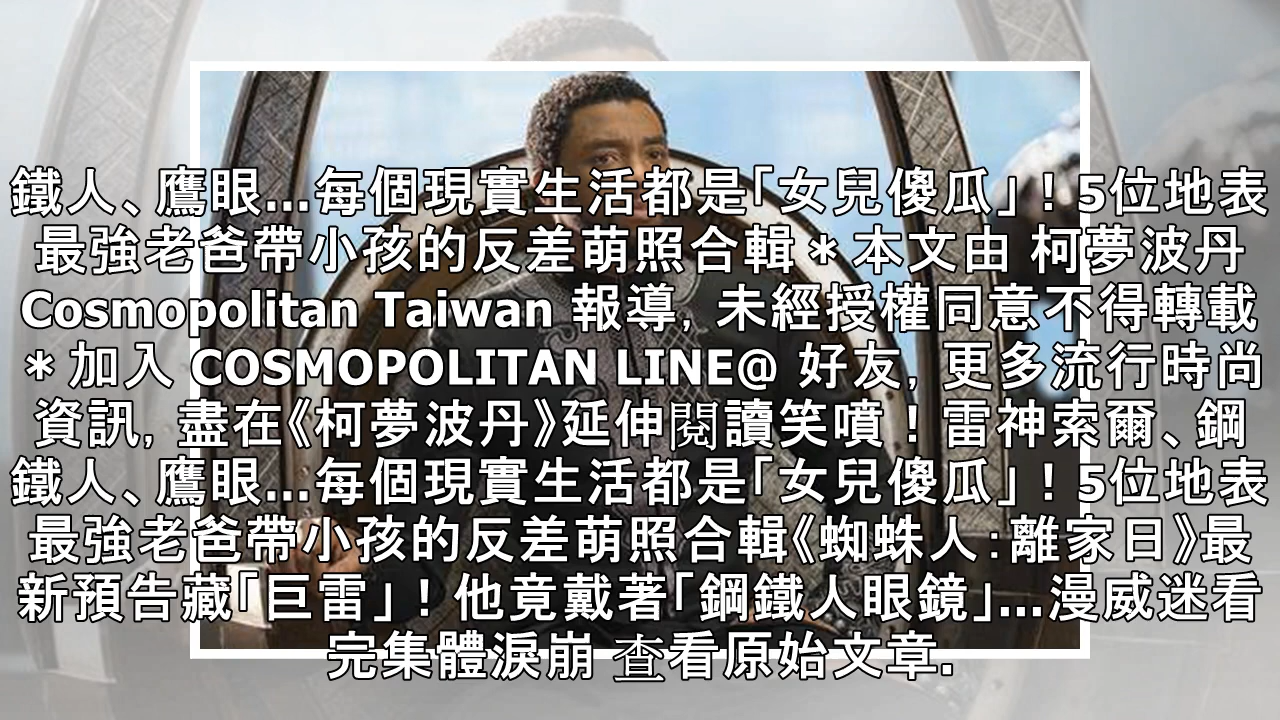 鐵人、鷹眼...每個現實生活都是「女兒傻瓜」！5位地表
最強老爸帶小孩的反差萌照合輯＊本文由 柯夢波丹
Cosmopolitan Taiwan 報導，未經授權同意不得轉載
＊加入 COSMOPOLITAN LINE@ 好友，更多流行時尚
資訊，盡在《柯夢波丹》延伸閱讀笑噴！雷神索爾、鋼
鐵人、鷹眼...每個現實生活都是「女兒傻瓜」！5位地表
最強老爸帶小孩的反差萌照合輯《蜘蛛人：離家日》最
新預告藏「巨雷」！他竟戴著「鋼鐵人眼鏡」...漫威迷看
完集體淚崩 查看原始文章.